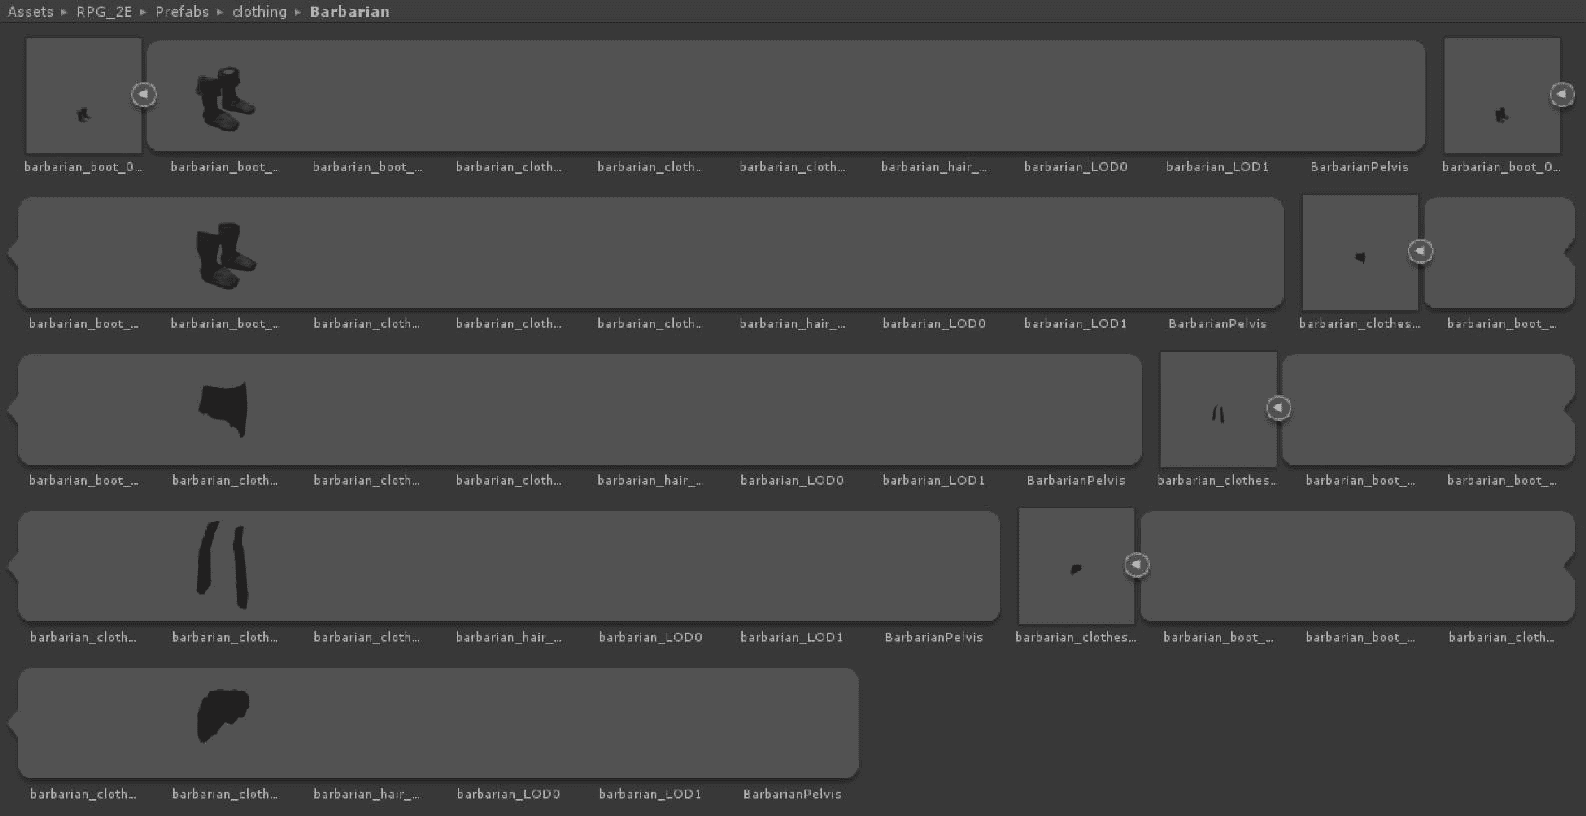 Assets ▸ RPG_2E ▸ Prefabs ▸ clothing ▸ Barbarian
barbarian_boot_0... barbarian_boot_... barbarian_boot_... barbarian_cloth... barbarian_cloth... barbarian_cloth... barbarian_hair_... barbarian_LOD0 barbarian_LOD1 BarbarianPelvis barbarian_boot_0...
barbarian_boot_... barbarian_boot_... barbarian_cloth... barbarian_cloth... barbarian_cloth... barbarian_hair_... barbarian_LOD0 barbarian_LOD1 BarbarianPelvis barbarian_clothes... barbarian_boot_...
barbarian_boot_... barbarian_cloth... barbarian_cloth... barbarian_cloth... barbarian_hair_... barbarian_LOD0 barbarian_LOD1 BarbarianPelvis barbarian_clothes... barbarian_boot_... barbarian_boot_...
barbarian_cloth... barbarian_cloth... barbarian_cloth... barbarian_hair_... barbarian_LOD0 barbarian_LOD1 BarbarianPelvis barbarian_clothes... barbarian_boot_... barbarian_boot_... barbarian_cloth...
barbarian_cloth... barbarian_cloth... barbarian_hair_... barbarian_LOD0 barbarian_LOD1 BarbarianPelvis